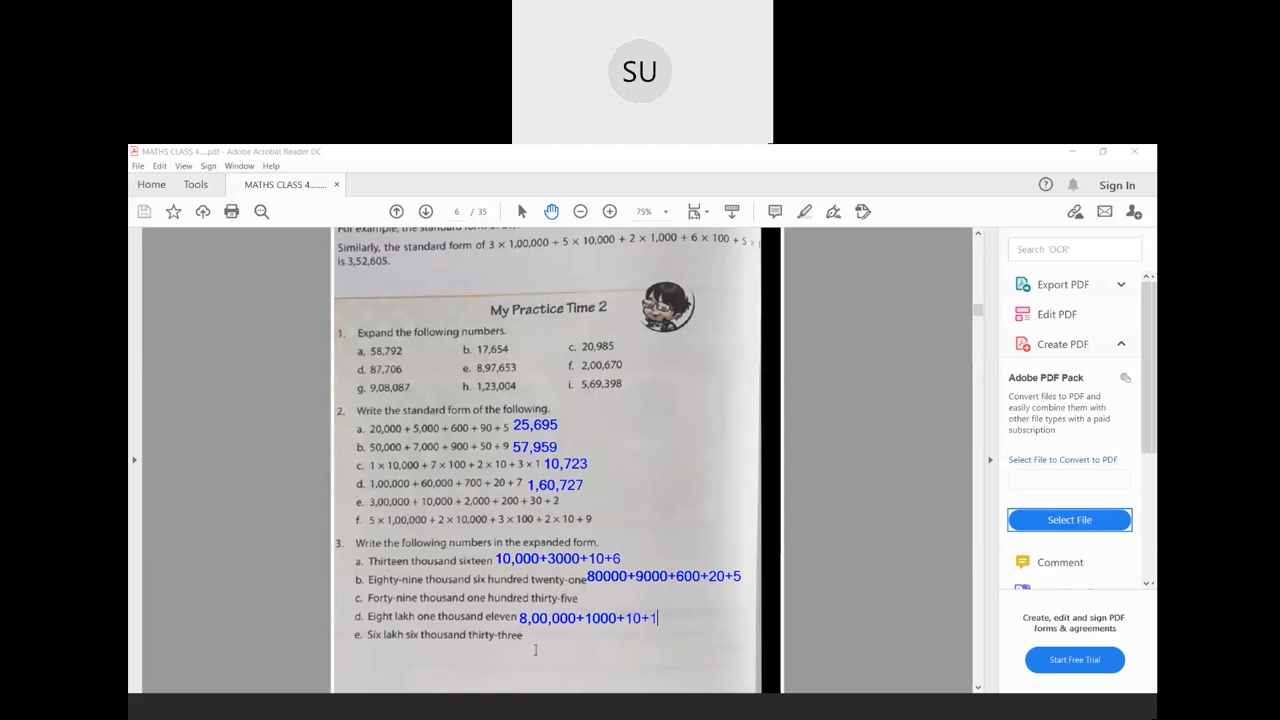 SU
MATHS CLASS 4....pdf - Adobe Acrobat Reader DC
File Edit View Sign Window Help
Home Tools MATHS CLASS 4........ × Sign In
6 / 35 75%
Similarly, the standard form of 3 × 1,00,000 + 5 × 10,000 + 2 × 1,000 + 6 × 100 + 5 ×
is 3,52,605.
My Practice Time 2
1. Expand the following numbers.
a. 58,792 b. 17,654 c. 20,985
d. 87,706 e. 8,97,653 f. 2,00,670
g. 9,08,087 h. 1,23,004 i. 5,69,398
2. Write the standard form of the following.
a. 20,000 + 5,000 + 600 + 90 + 5 25,695
b. 50,000 + 7,000 + 900 + 50 + 9 57,959
c. 1 × 10,000 + 7 × 100 + 2 × 10 + 3 × 1 10,723
d. 1,00,000 + 60,000 + 700 + 20 + 7 1,60,727
e. 3,00,000 + 10,000 + 2,000 + 200 + 30 + 2
f. 5 × 1,00,000 + 2 × 10,000 + 3 × 100 + 2 × 10 + 9
3. Write the following numbers in the expanded form.
a. Thirteen thousand sixteen 10,000+3000+10+6
b. Eighty-nine thousand six hundred twenty-one 80000+9000+600+20+5
c. Forty-nine thousand one hundred thirty-five
d. Eight lakh one thousand eleven 8,00,000+1000+10+1
e. Six lakh six thousand thirty-three
Search 'OCR'
Export PDF
Edit PDF
Create PDF
Adobe PDF Pack
Convert files to PDF and
easily combine them with
other file types with a paid
subscription
Select File to Convert to PDF
Select File
Comment
Create, edit and sign PDF
forms & agreements
Start Free Trial